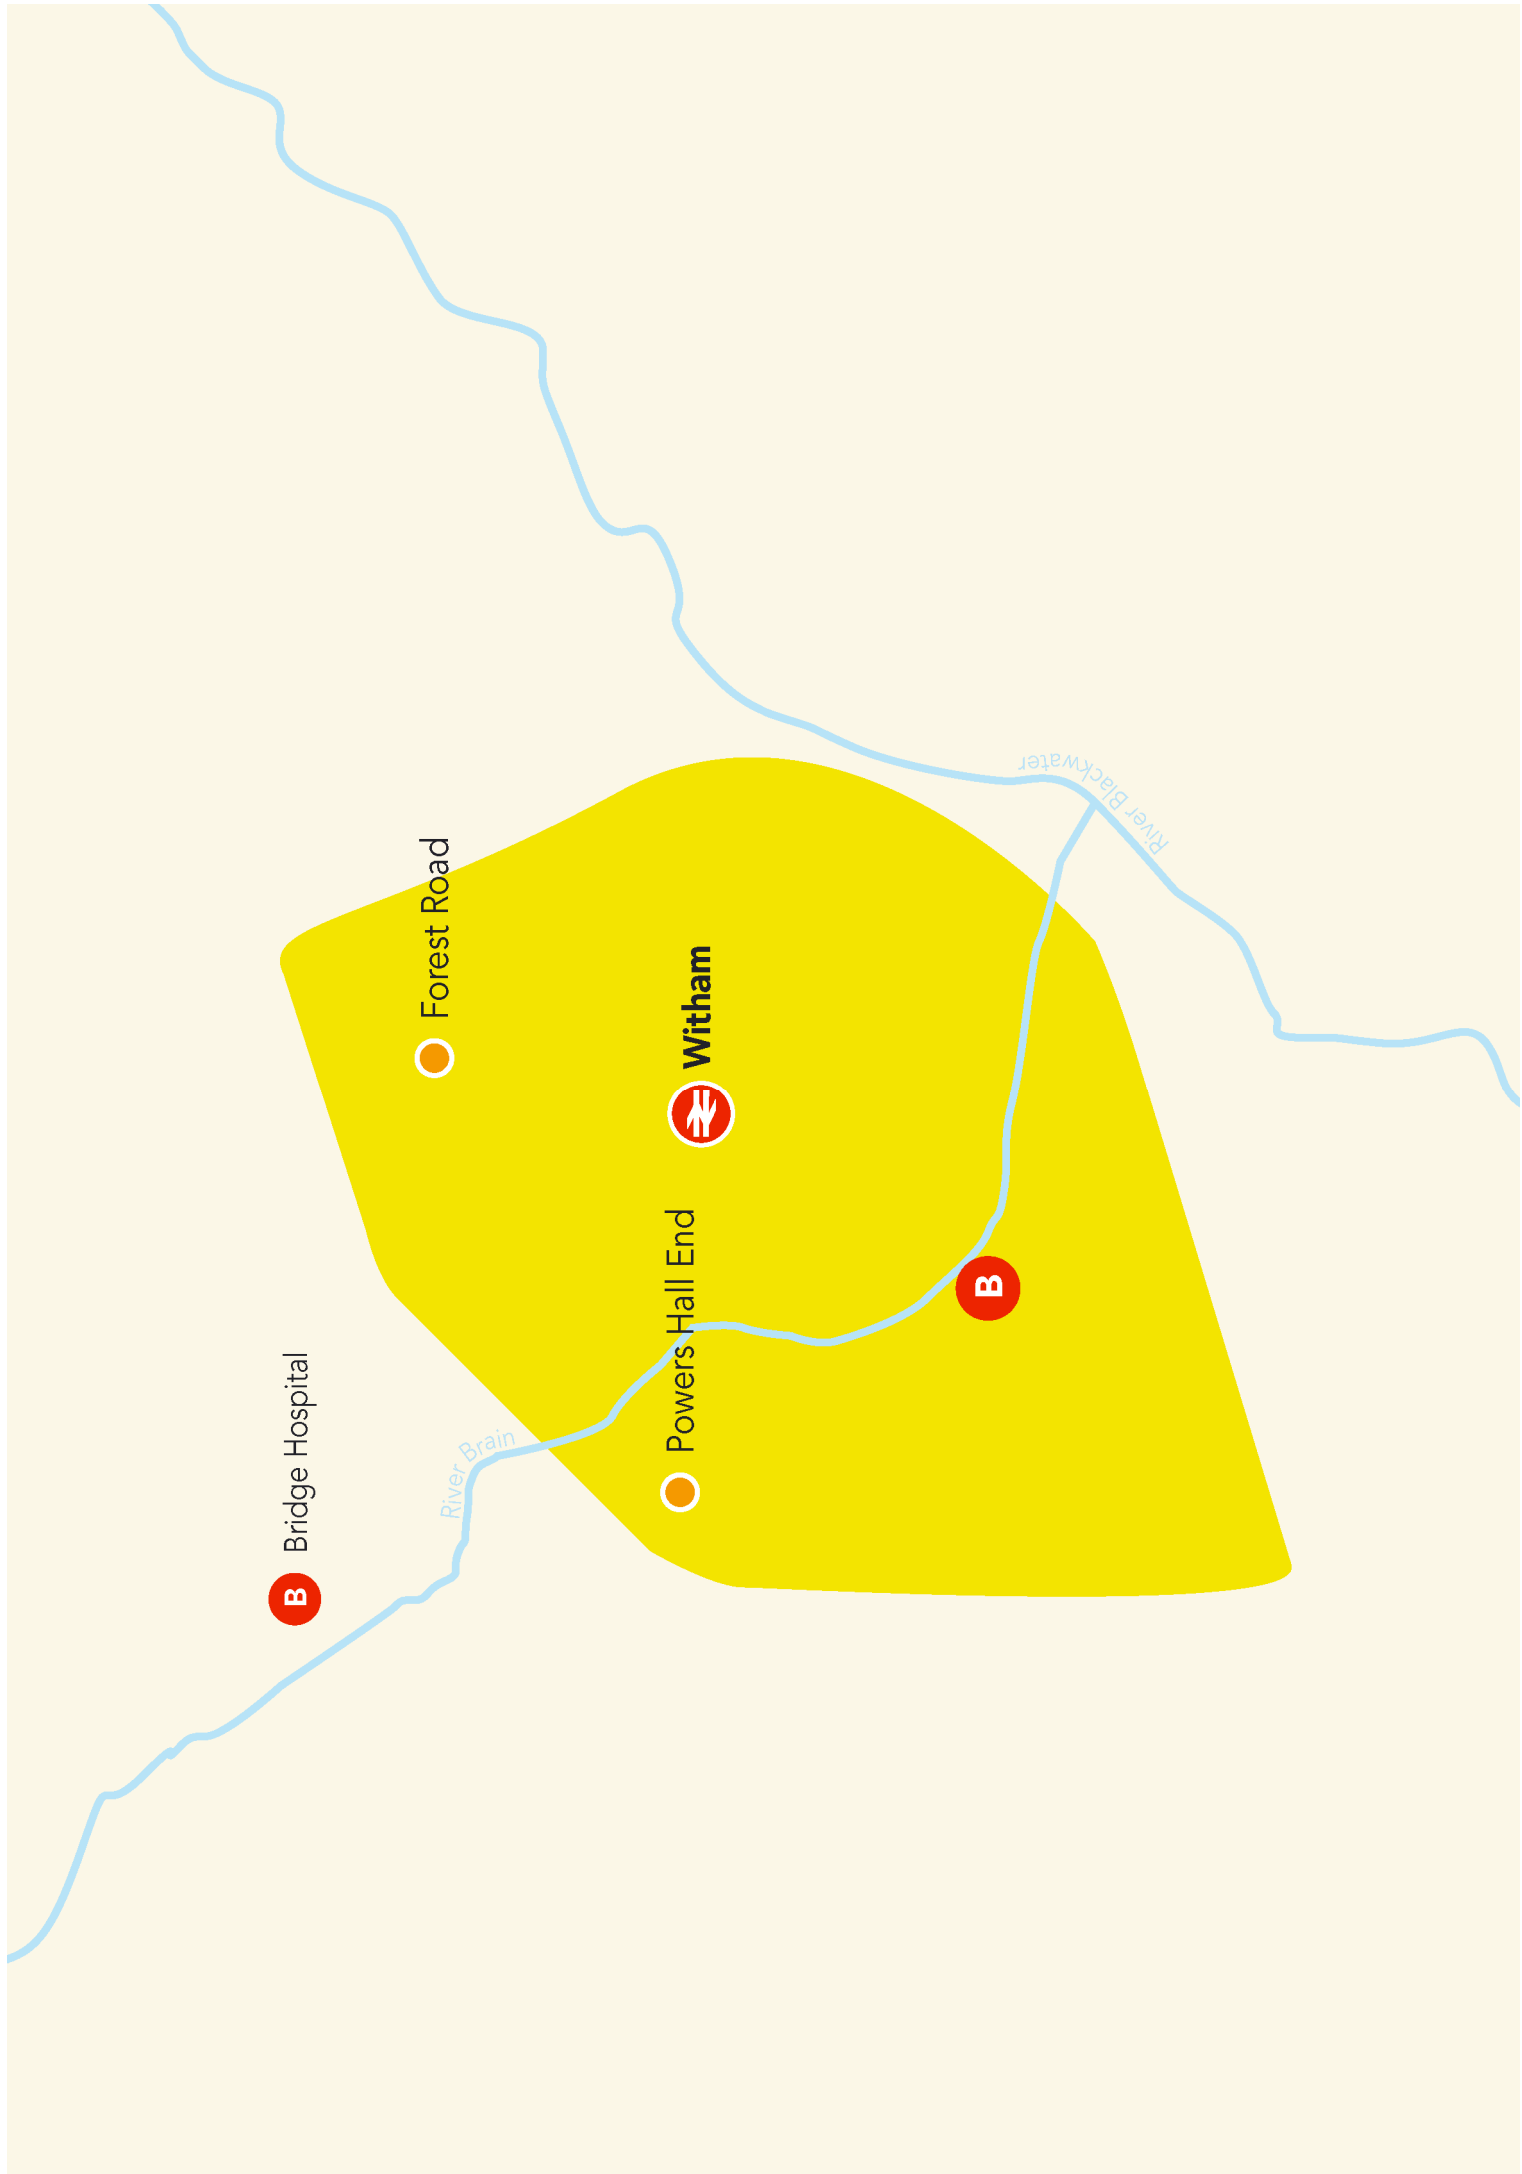 B Bridge Hospital
Forest Road
River Brain
Powers Hall End
Witham
B
River Blackwater